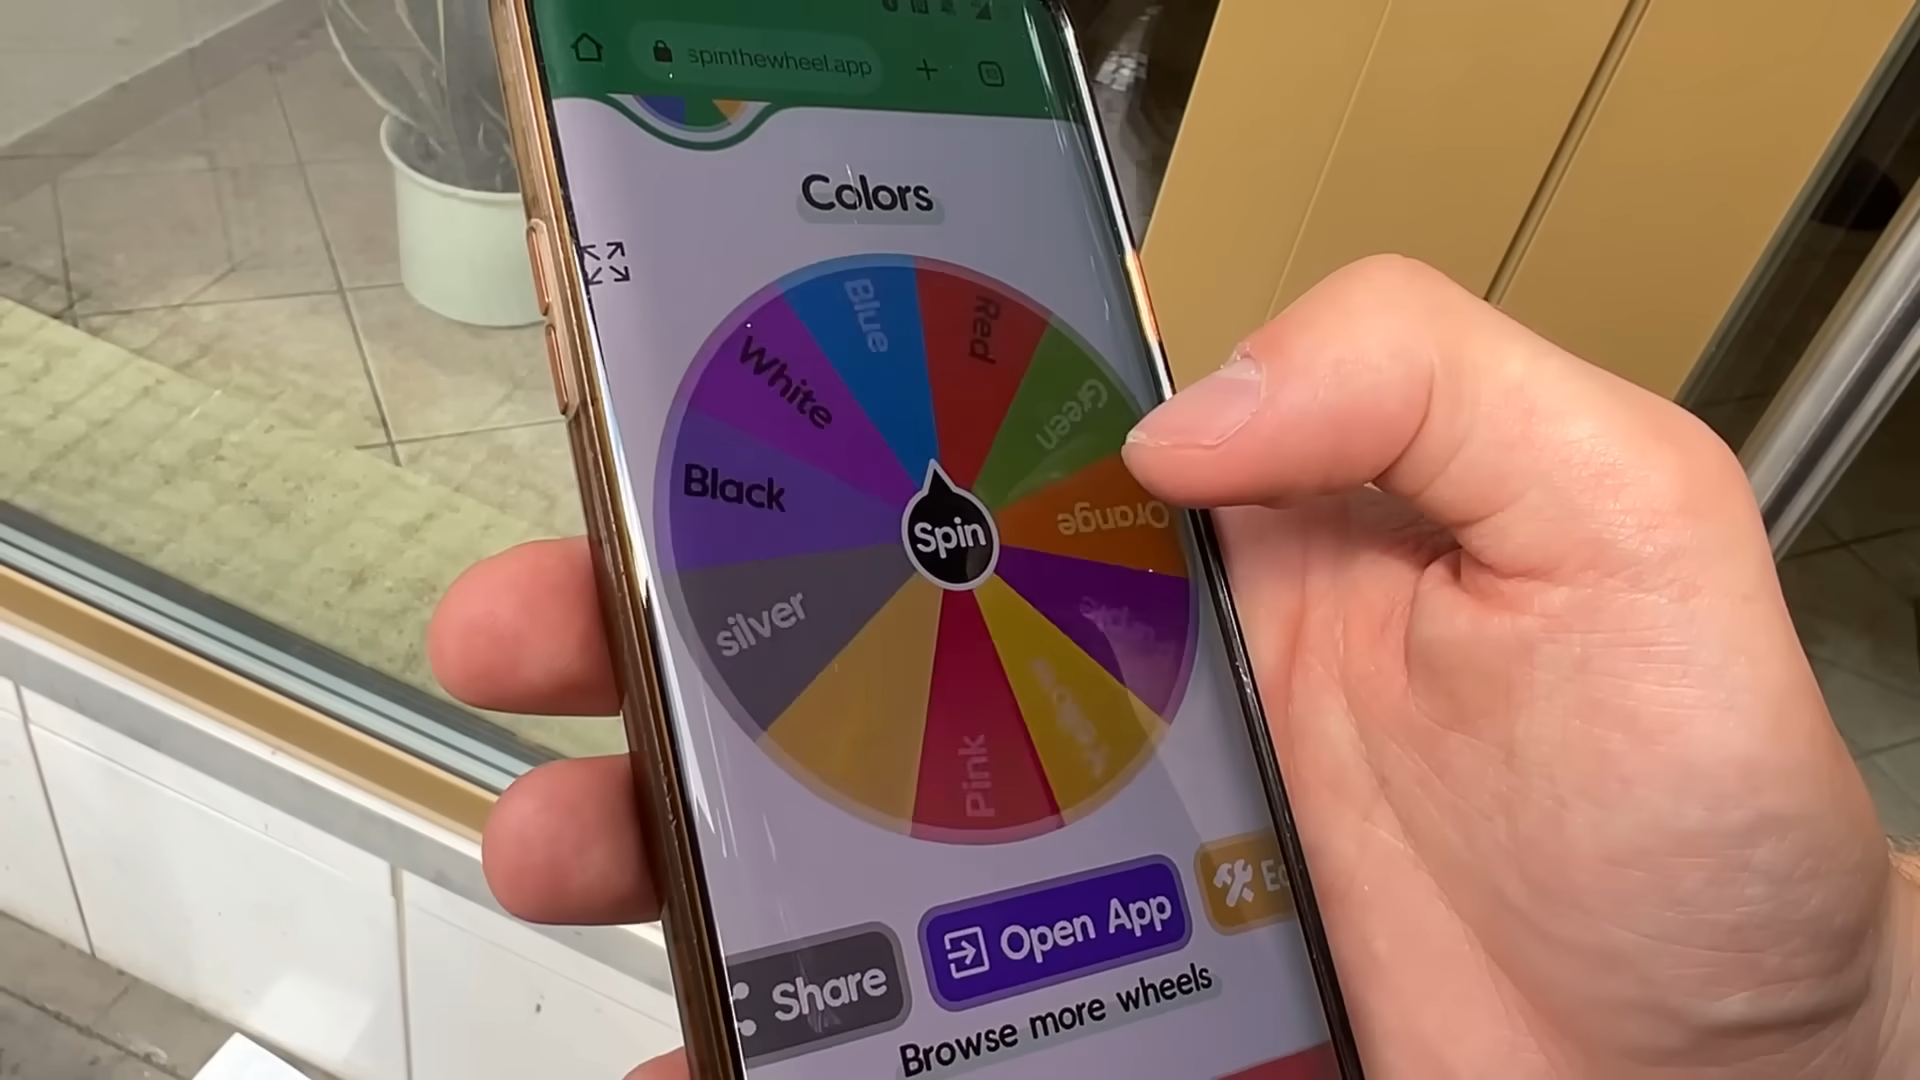 spinthewheel.app
Colors
Blue
Red
White
Green
Black
Orange
Spin
silver
Pink
Open App
Share
Browse more wheels